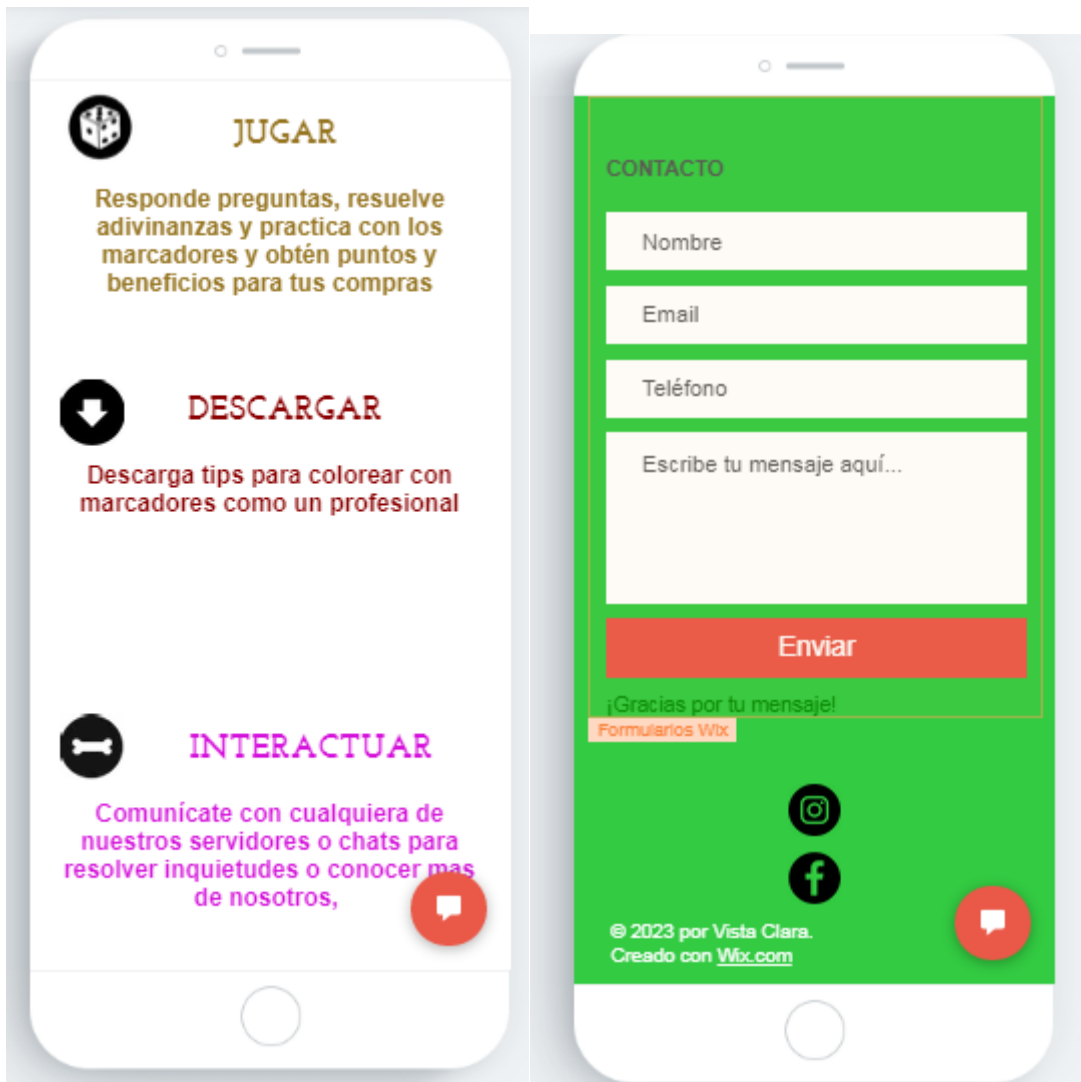 JUGAR
Responde preguntas, resuelve
adivinanzas y practica con los
marcadores y obtén puntos y
beneficios para tus compras
DESCARGAR
Descarga tips para colorear con
marcadores como un profesional
INTERACTUAR
Comunícate con cualquiera de
nuestros servidores o chats para
resolver inquietudes o conocer mas
de nosotros,
CONTACTO
Nombre
Email
Teléfono
Escribe tu mensaje aquí...
Enviar
¡Gracias por tu mensaje!
Formularios Wix
© 2023 por Vista Clara.
Creado con Wix.com